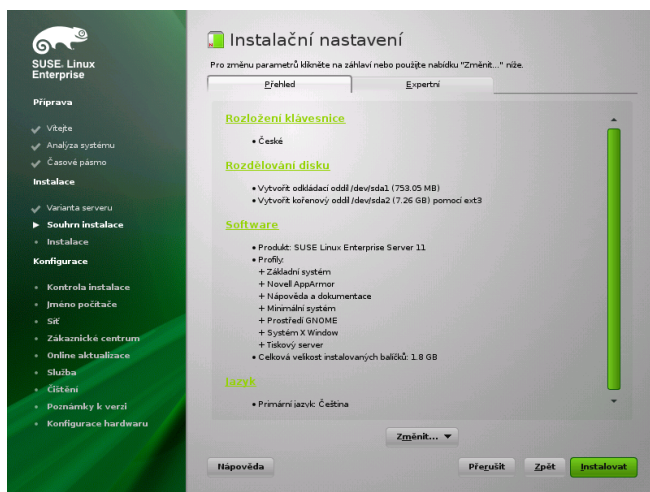 SUSE. Linux
Enterprise
Příprava
Vítejte
Analýza systému
Časové pásmo
Instalace
Varianta serveru
Souhrn instalace
Instalace
Konfigurace
Kontrola instalace
Jméno počítače
Síť
Zákaznické centrum
Online aktualizace
Služba
Čištění
Poznámky k verzi
Konfigurace hardwaru
Instalační nastavení
Pro změnu parametrů klikněte na záhlaví nebo použijte nabídku "Změnit..." níže.
Přehled Expertní
Rozložení klávesnice
• České
Rozdělování disku
• Vytvořit odkládací oddíl /dev/sda1 (753.05 MB)
• Vytvořit kořenový oddíl /dev/sda2 (7.26 GB) pomocí ext3
Software
• Produkt: SUSE Linux Enterprise Server 11
• Profily:
+ Základní systém
+ Novell AppArmor
+ Nápověda a dokumentace
+ Minimální systém
+ Prostředí GNOME
+ Systém X Window
+ Tiskový server
• Celková velikost instalovaných balíčků: 1.8 GB
Jazyk
• Primární jazyk: Čeština
Změnit...
Nápověda Přerušit Zpět Instalovat